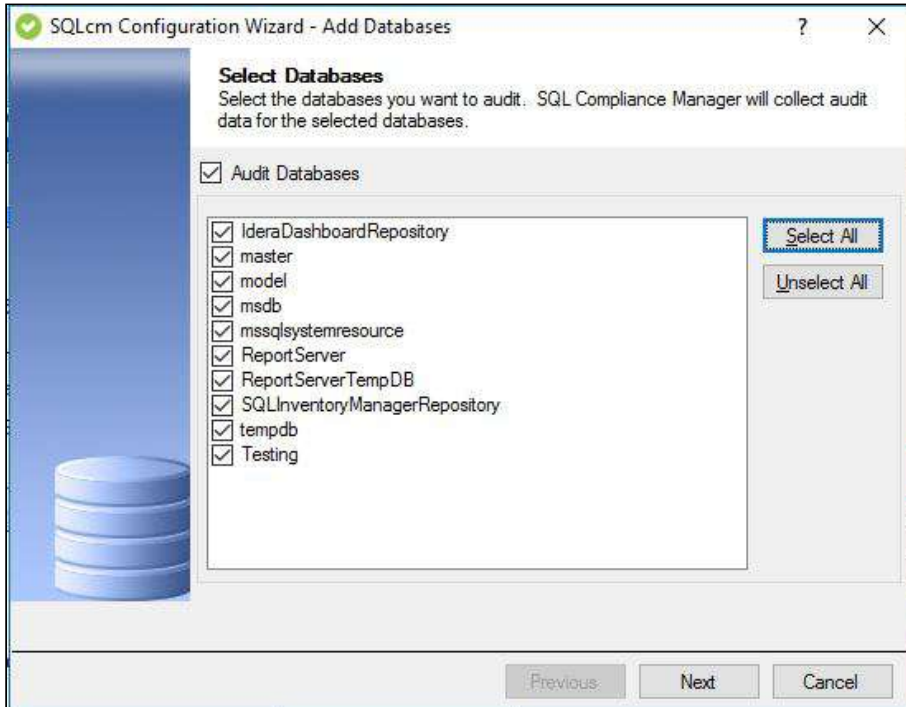 SQLcm Configuration Wizard - Add Databases ? ✕
Select Databases
Select the databases you want to audit. SQL Compliance Manager will collect audit
data for the selected databases.
Audit Databases
IderaDashboardRepository
master
model
msdb
mssqlsystemresource
ReportServer
ReportServerTempDB
SQLInventoryManagerRepository
tempdb
Testing
Select All
Unselect All
Previous Next Cancel